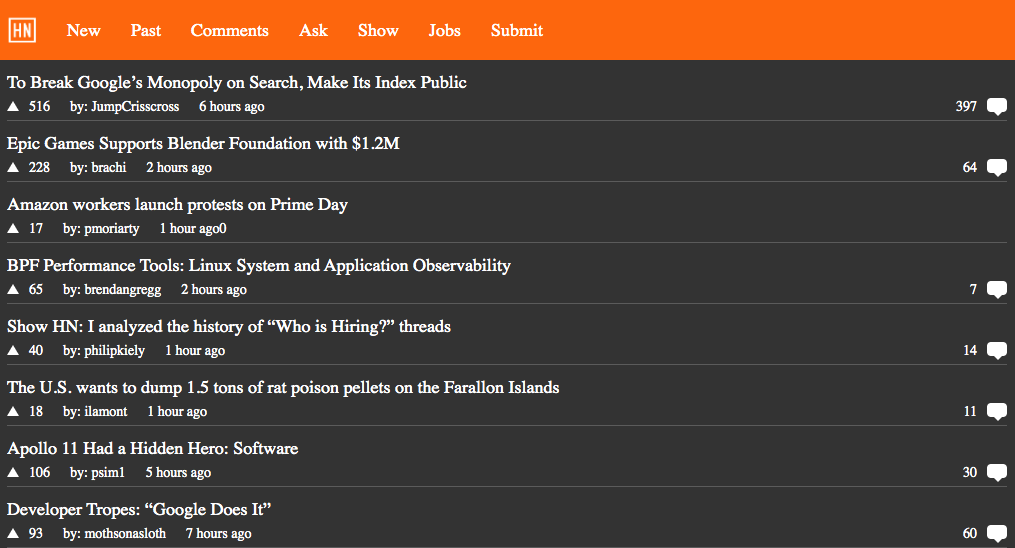 HN New Past Comments Ask Show Jobs Submit
To Break Google’s Monopoly on Search, Make Its Index Public
516 by: JumpCrisscross 6 hours ago 397
Epic Games Supports Blender Foundation with $1.2M
228 by: brachi 2 hours ago 64
Amazon workers launch protests on Prime Day
17 by: pmoriarty 1 hour ago0
BPF Performance Tools: Linux System and Application Observability
65 by: brendangregg 2 hours ago 7
Show HN: I analyzed the history of “Who is Hiring?” threads
40 by: philipkiely 1 hour ago 14
The U.S. wants to dump 1.5 tons of rat poison pellets on the Farallon Islands
18 by: ilamont 1 hour ago 11
Apollo 11 Had a Hidden Hero: Software
106 by: psim1 5 hours ago 30
Developer Tropes: “Google Does It”
93 by: mothsonasloth 7 hours ago 60